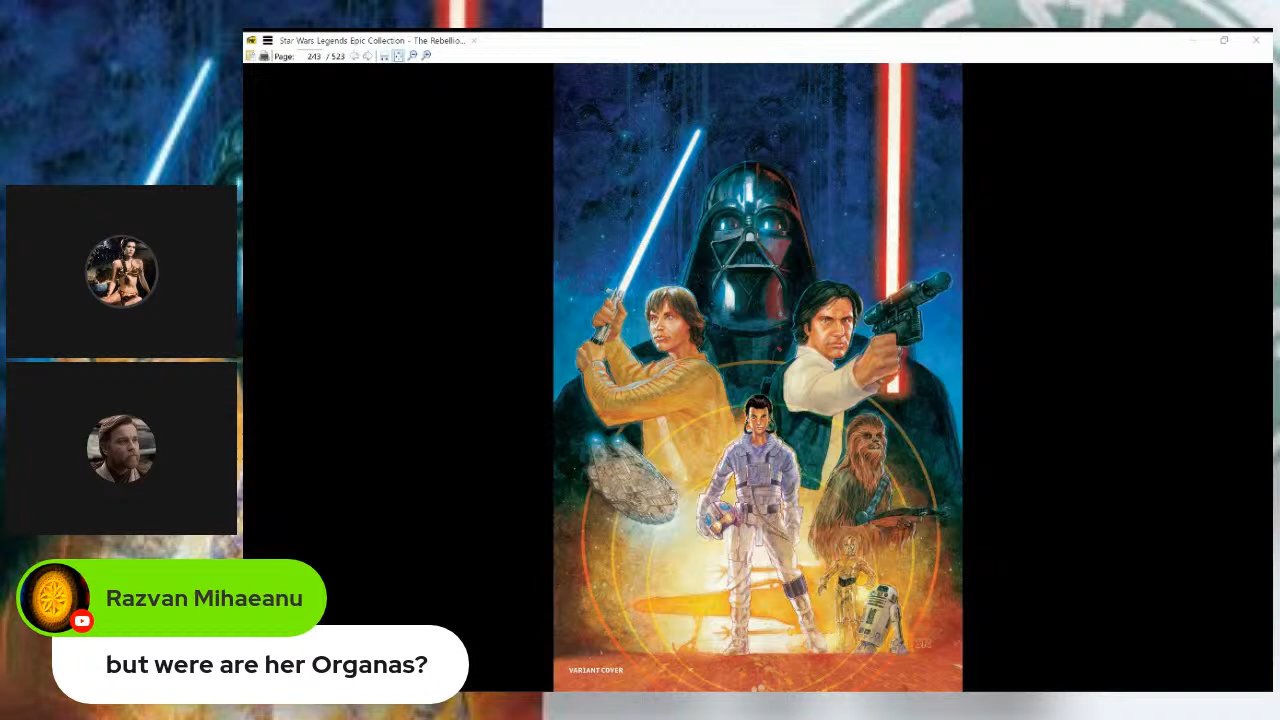 Star Wars Legends Epic Collection - The Rebellio...
Page: 243 / 523
VARIANT COVER
Razvan Mihaeanu
but were are her Organas?